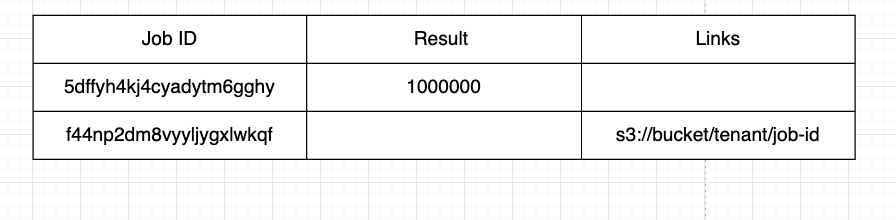 Job ID Result Links
5dffyh4kj4cyadytm6gghy 1000000
f44np2dm8vyyljygxlwkqf s3://bucket/tenant/job-id